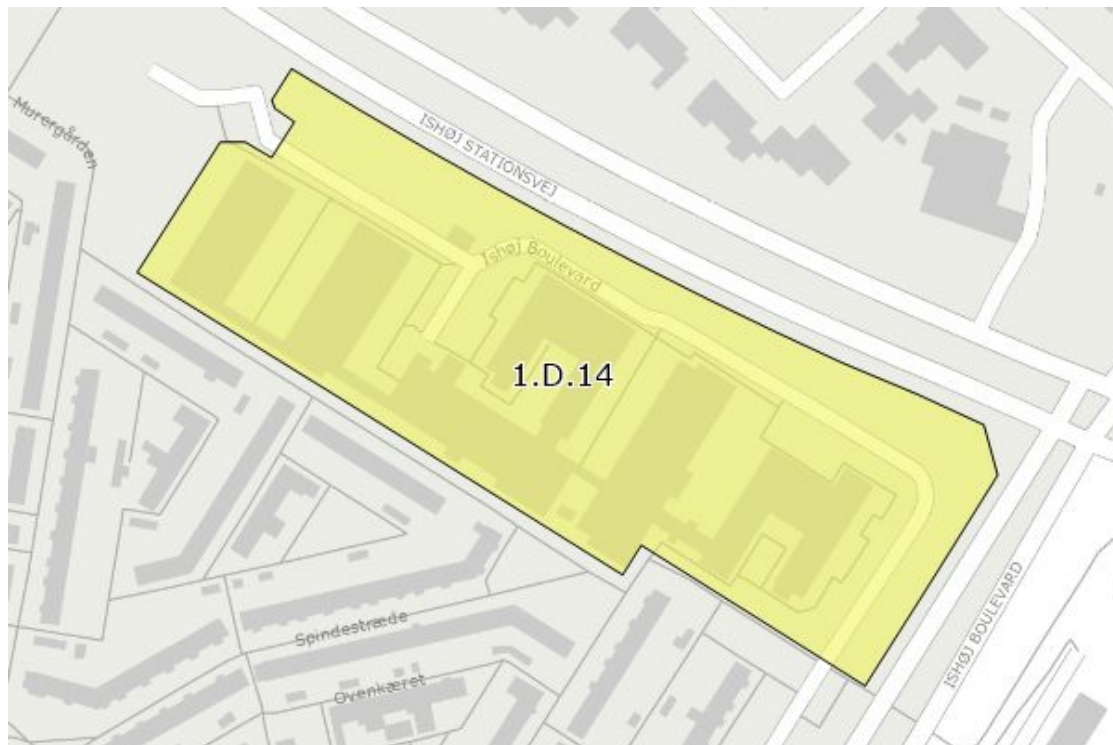 Murergården
ISHØJ STATIONSVEJ
Ishøj Boulevard
1.D.14
ISHØJ BOULEVARD
Spindestræde
Ovenkæret